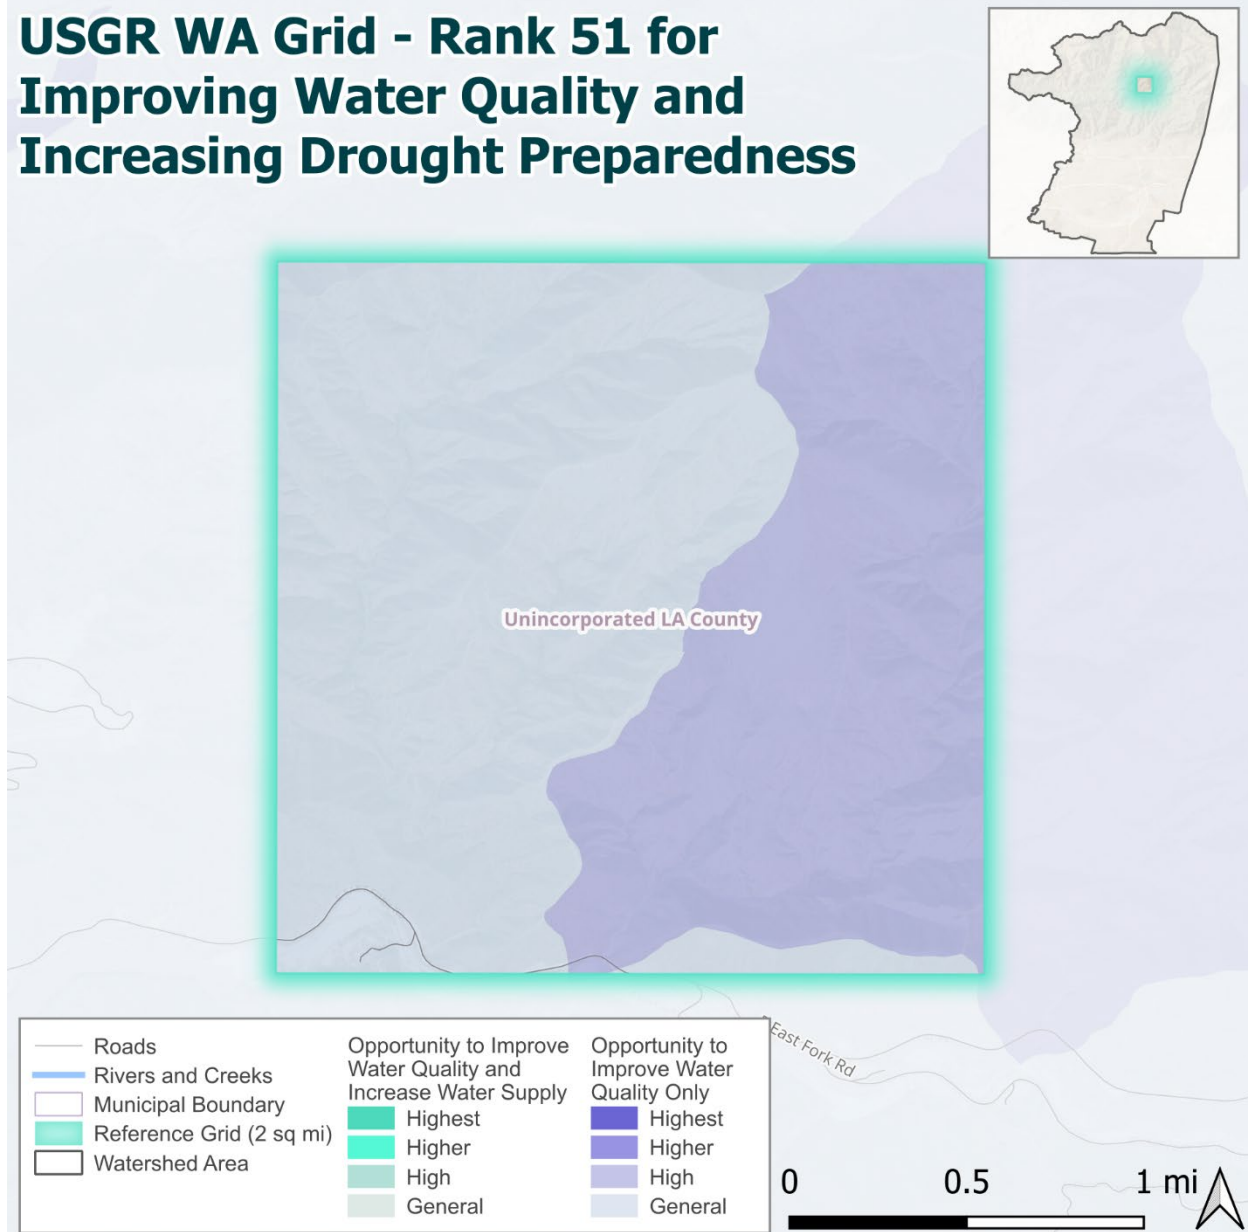 USGR WA Grid - Rank 51 for
Improving Water Quality and
Increasing Drought Preparedness
Unincorporated LA County
East Fork Rd
Roads
Rivers and Creeks
Municipal Boundary
Reference Grid (2 sq mi)
Watershed Area
Opportunity to Improve
Water Quality and
Increase Water Supply
Highest
Higher
High
General
Opportunity to
Improve Water
Quality Only
Highest
Higher
High
General
0 0.5 1 mi